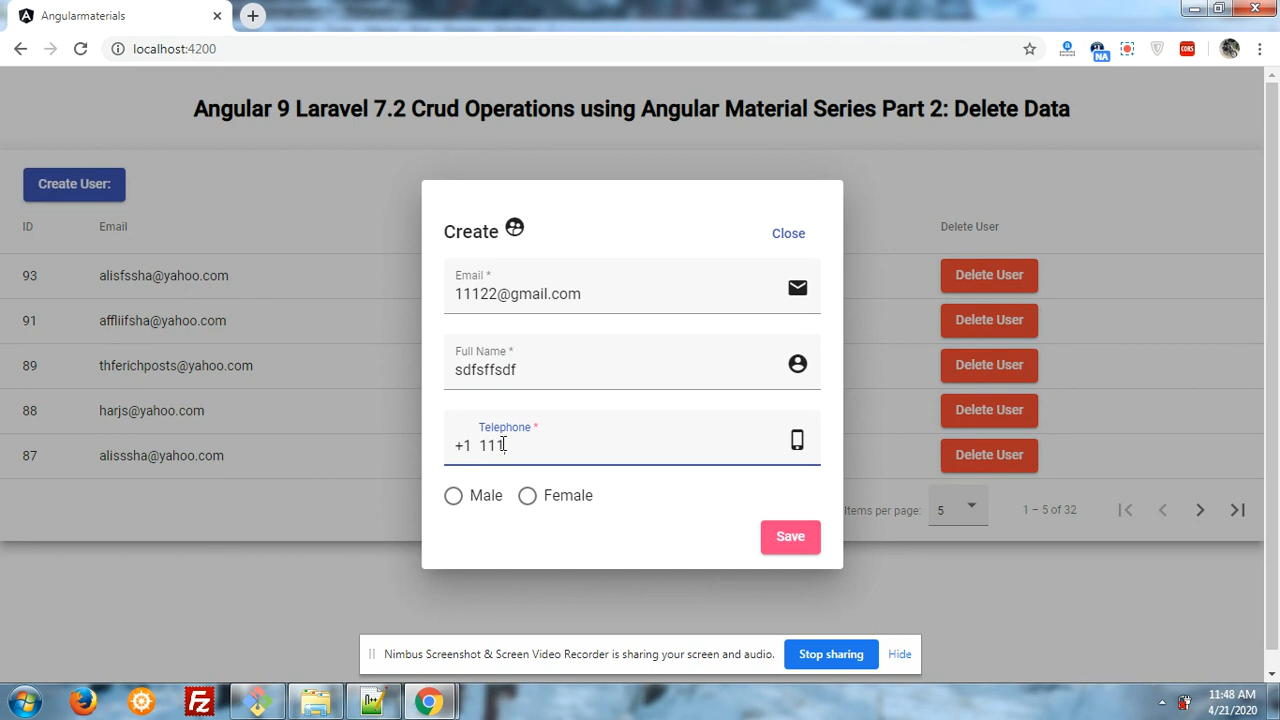 Angularmaterials
localhost:4200
NA
CORS
Angular 9 Laravel 7.2 Crud Operations using Angular Material Series Part 2: Delete Data
Create User:
ID Email Delete User
93 alisfssha@yahoo.com Delete User
91 affliifsha@yahoo.com Delete User
89 thferichposts@yahoo.com Delete User
88 harjs@yahoo.com Delete User
87 alisssha@yahoo.com Delete User
Items per page: 5 1 – 5 of 32
Create
Close
Email *
11122@gmail.com
Full Name *
sdfsffsdf
Telephone *
+1 111
Male Female
Save
Nimbus Screenshot & Screen Video Recorder is sharing your screen and audio. Stop sharing Hide
Fz
11:48 AM
4/21/2020